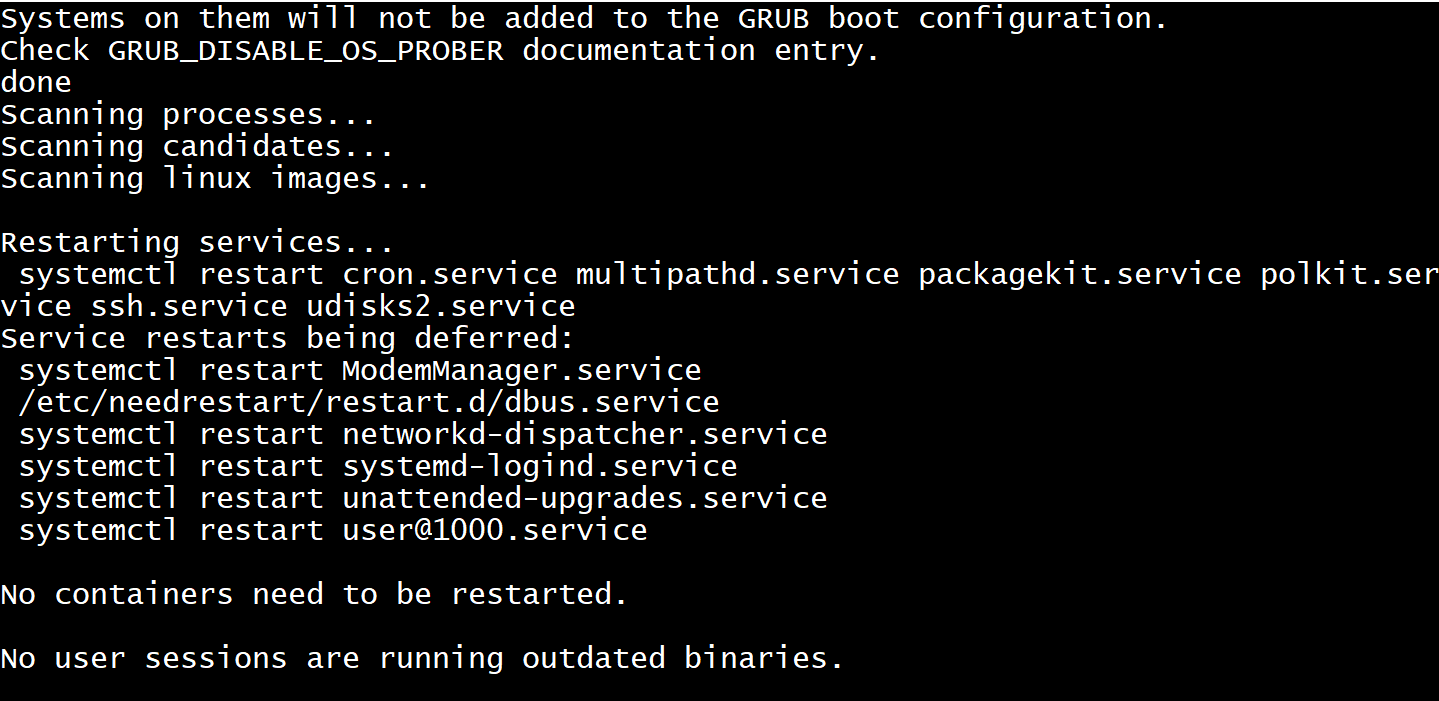 Systems on them will not be added to the GRUB boot configuration.
Check GRUB_DISABLE_OS_PROBER documentation entry.
done
Scanning processes...
Scanning candidates...
Scanning linux images...

Restarting services...
 systemctl restart cron.service multipathd.service packagekit.service polkit.ser
vice ssh.service udisks2.service
Service restarts being deferred:
 systemctl restart ModemManager.service
 /etc/needrestart/restart.d/dbus.service
 systemctl restart networkd-dispatcher.service
 systemctl restart systemd-logind.service
 systemctl restart unattended-upgrades.service
 systemctl restart user@1000.service

No containers need to be restarted.

No user sessions are running outdated binaries.